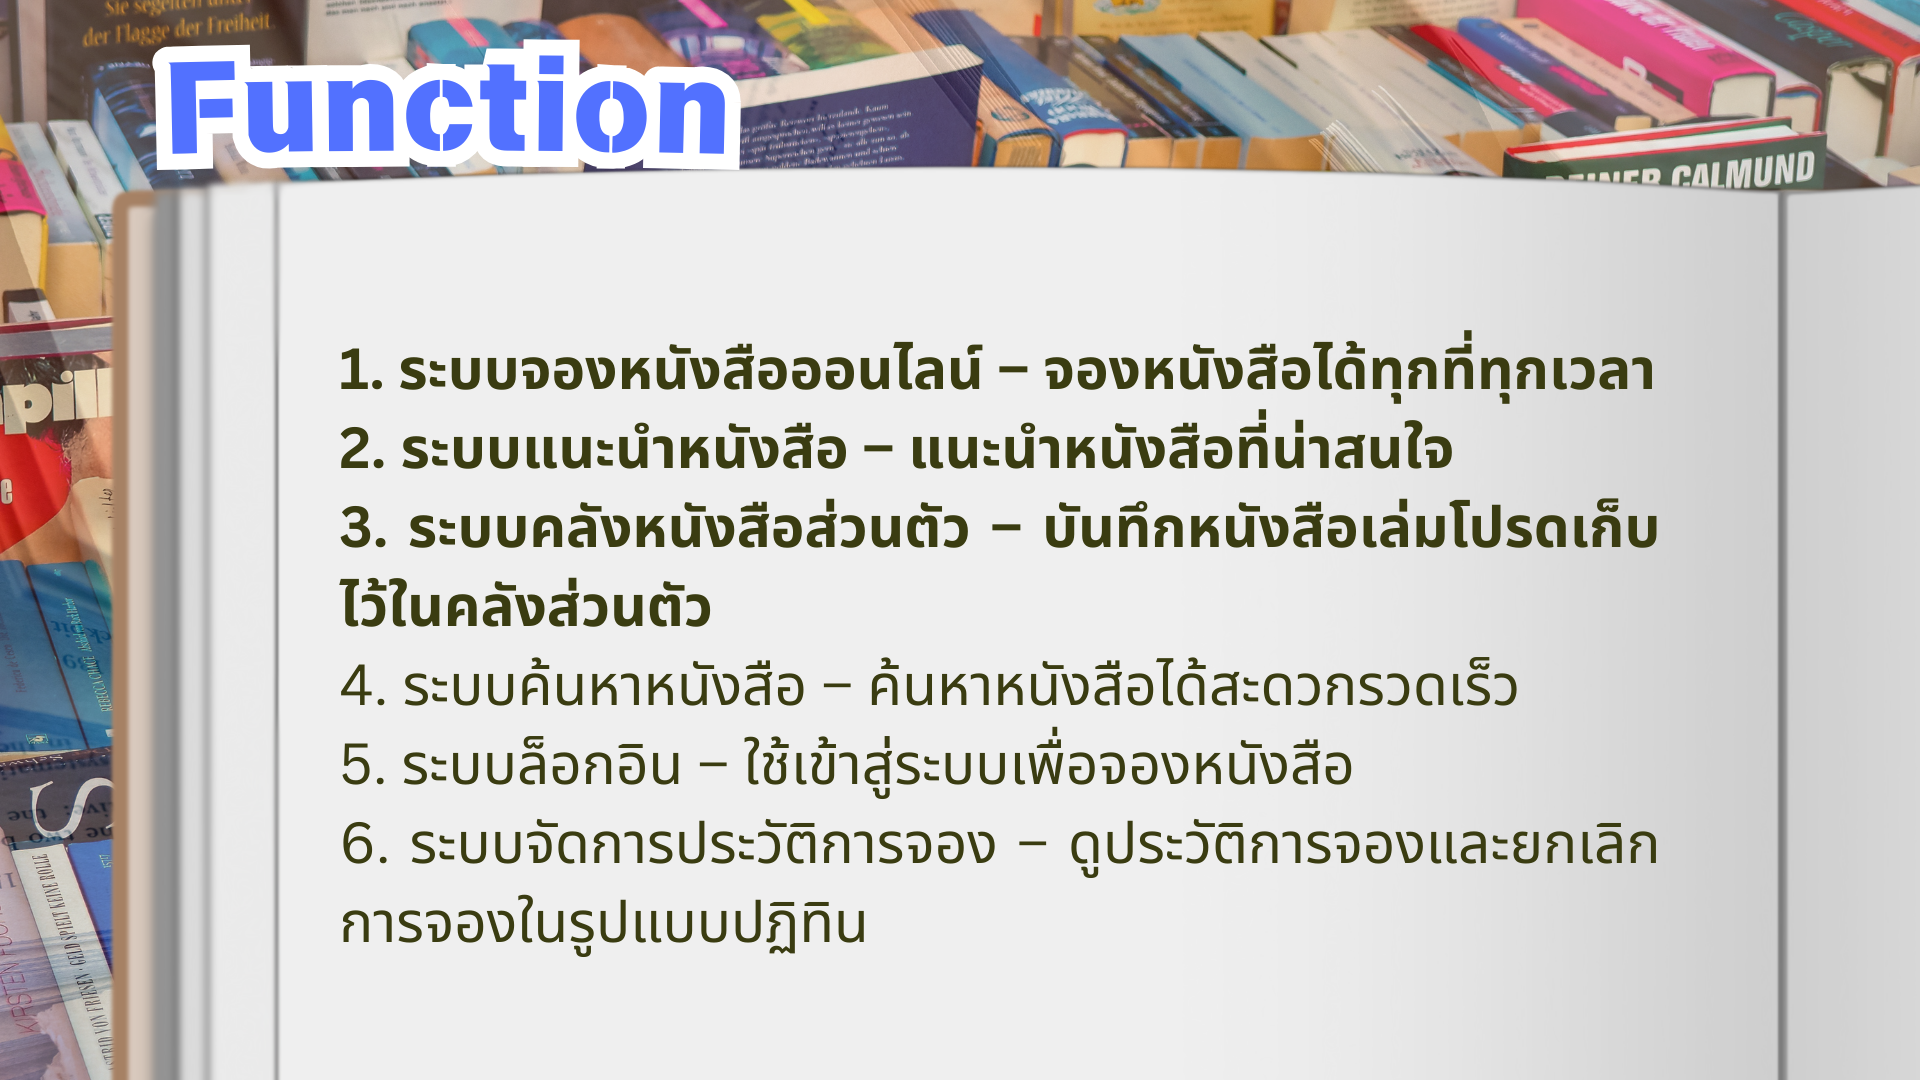 Sie segelten unter
der Flagge der Freiheit.
Function
REINER CALMUND
1. ระบบจองหนังสือออนไลน์ – จองหนังสือได้ทุกที่ทุกเวลา
2. ระบบแนะนำหนังสือ – แนะนำหนังสือที่น่าสนใจ
3. ระบบคลังหนังสือส่วนตัว – บันทึกหนังสือเล่มโปรดเก็บ
ไว้ในคลังส่วนตัว
4. ระบบค้นหาหนังสือ – ค้นหาหนังสือได้สะดวกรวดเร็ว
5. ระบบล็อกอิน – ใช้เข้าสู่ระบบเพื่อจองหนังสือ
6. ระบบจัดการประวัติการจอง – ดูประวัติการจองและยกเลิก
การจองในรูปแบบปฏิทิน